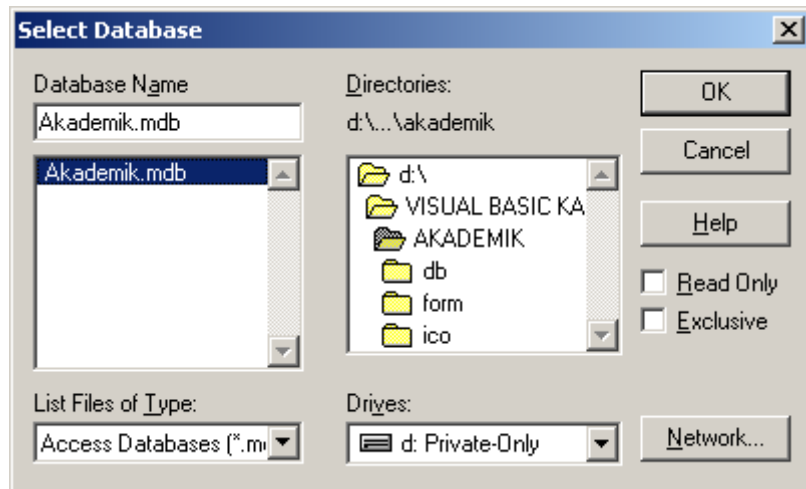 Select Database
Database Name
Akademik.mdb
Akademik.mdb
List Files of Type:
Access Databases (*.m
Directories:
d:\...\akademik
d:\
VISUAL BASIC KA
AKADEMIK
db
form
ico
Drives:
d: Private-Only
OK
Cancel
Help
Read Only
Exclusive
Network...